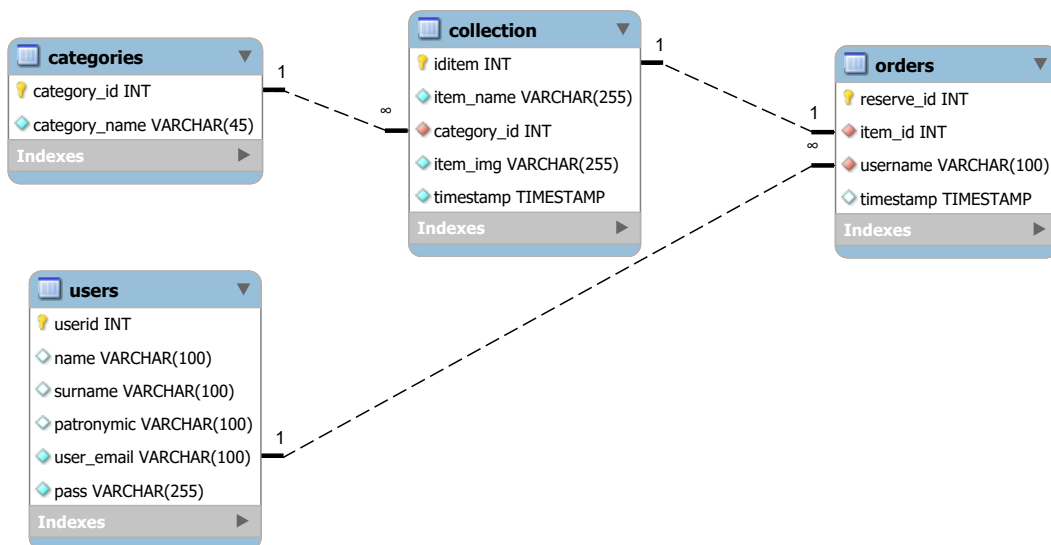 categories
category_id INT
category_name VARCHAR(45)
Indexes
1
∞
collection
iditem INT
item_name VARCHAR(255)
category_id INT
item_img VARCHAR(255)
timestamp TIMESTAMP
Indexes
1
1
∞
orders
reserve_id INT
item_id INT
username VARCHAR(100)
timestamp TIMESTAMP
Indexes
users
userid INT
name VARCHAR(100)
surname VARCHAR(100)
patronymic VARCHAR(100)
user_email VARCHAR(100)
pass VARCHAR(255)
Indexes
1